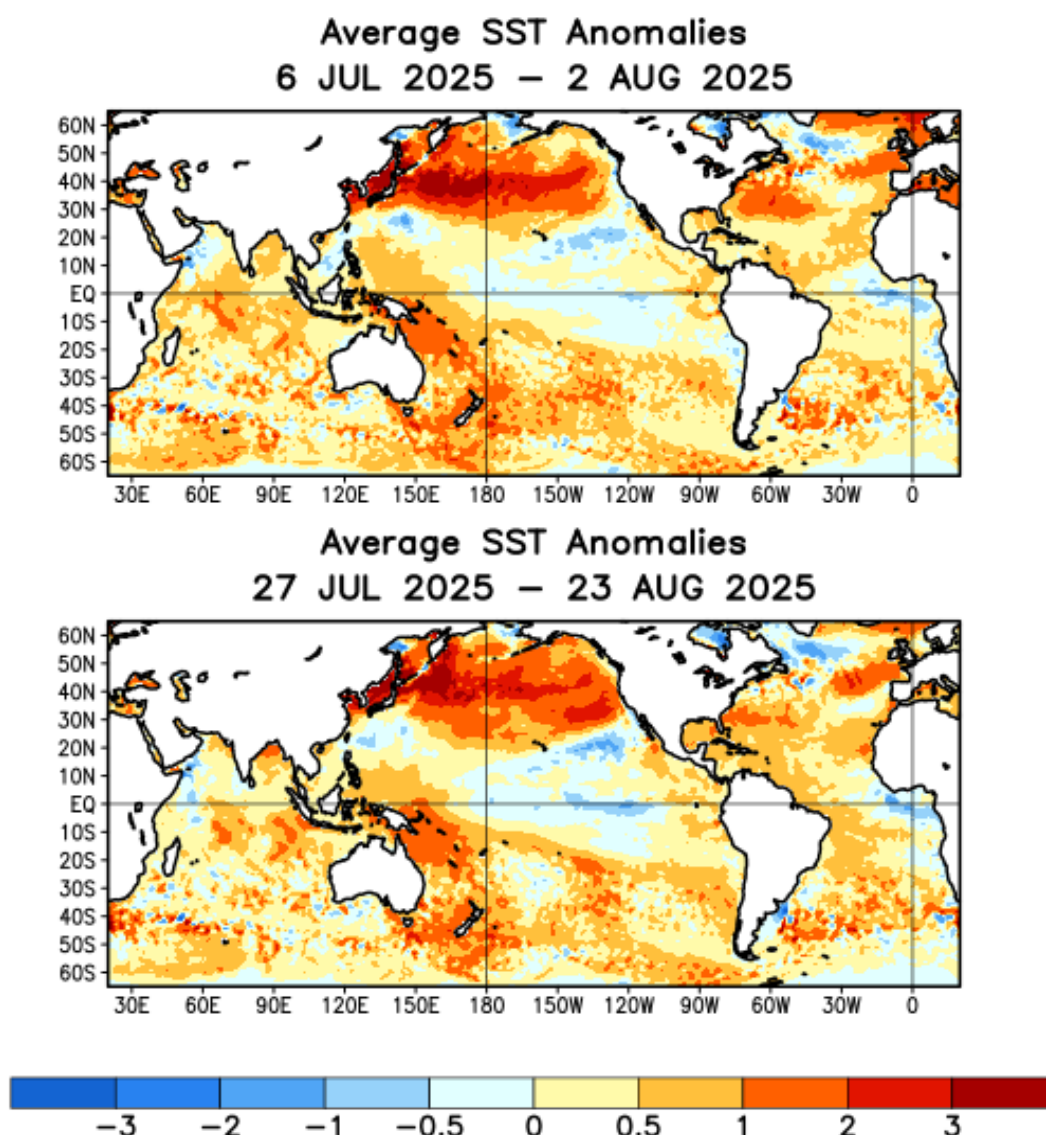 Average SST Anomalies
6 JUL 2025 – 2 AUG 2025
60N
50N
40N
30N
20N
10N
EQ
10S
20S
30S
40S
50S
60S
30E 60E 90E 120E 150E 180 150W 120W 90W 60W 30W 0
Average SST Anomalies
27 JUL 2025 – 23 AUG 2025
60N
50N
40N
30N
20N
10N
EQ
10S
20S
30S
40S
50S
60S
30E 60E 90E 120E 150E 180 150W 120W 90W 60W 30W 0
−3 −2 −1 −0.5 0 0.5 1 2 3